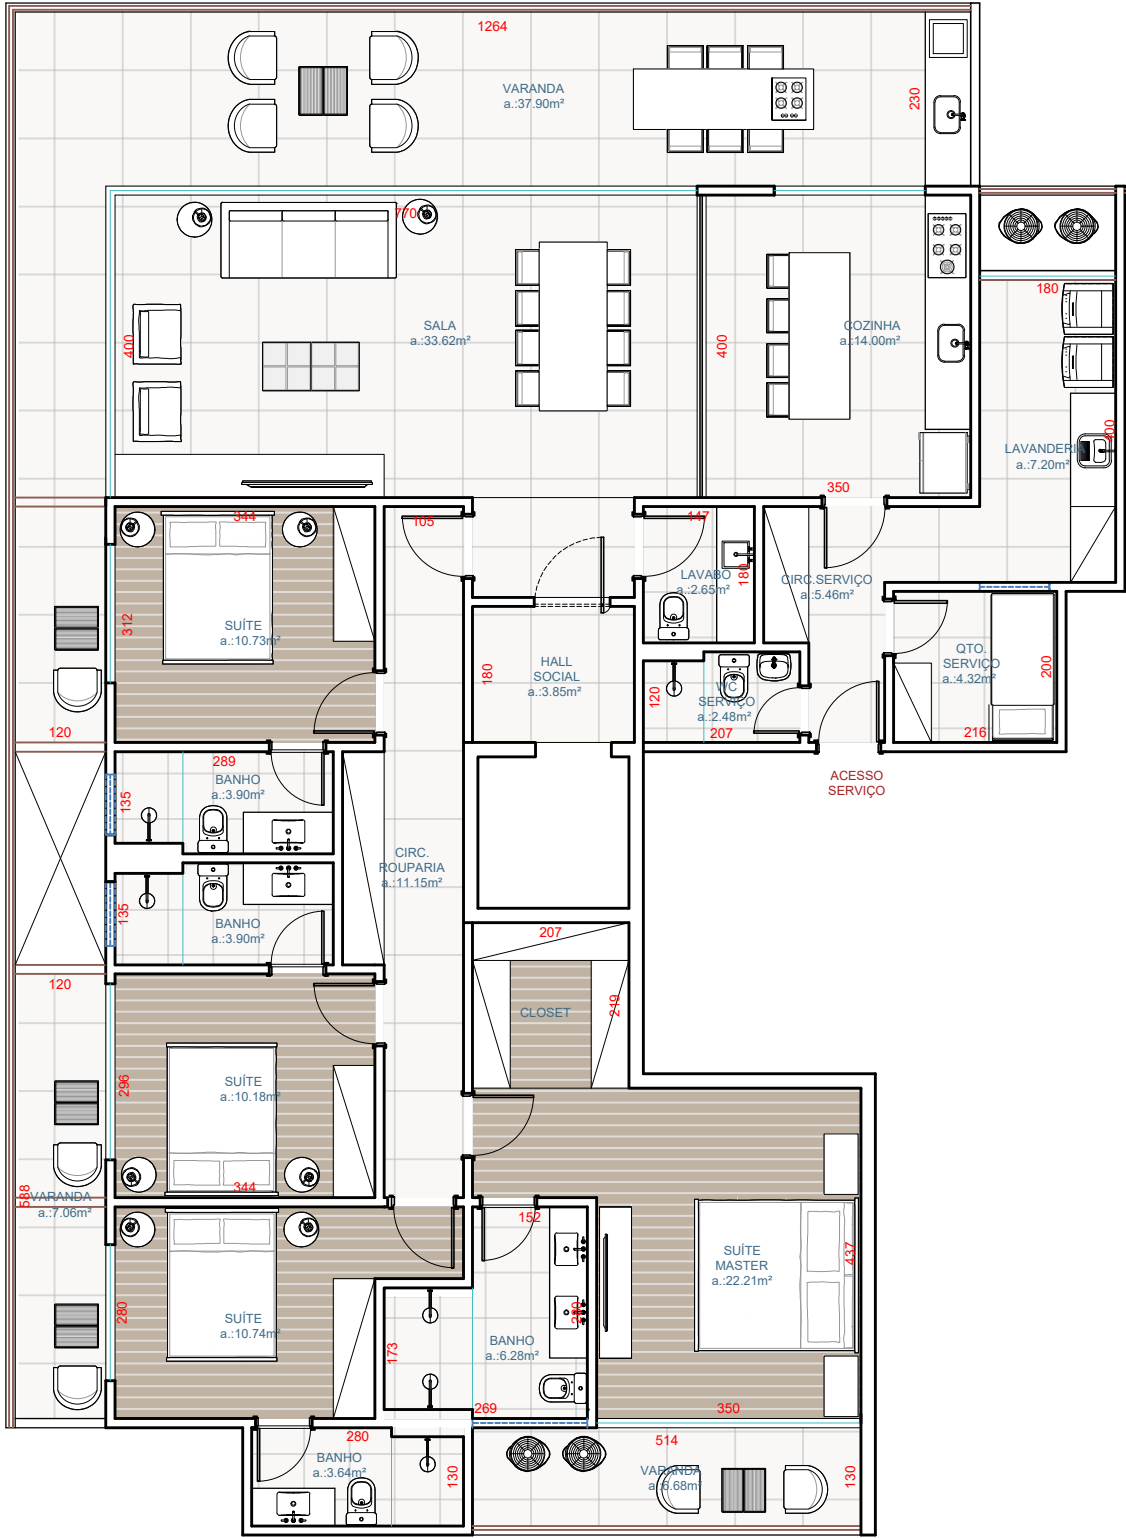 1264
VARANDA
a.:37.90m²
230
770
SALA
a.:33.62m²
400
400
COZINHA
a.:14.00m²
180
400
LAVANDERIA
a.:7.20m²
350
344
105
147
312
SUÍTE
a.:10.73m²
LAVABO
a.:2.65m²
180
CIRC.SERVIÇO
a.:5.46m²
HALL
SOCIAL
a.:3.85m²
180
QTO.
SERVIÇO
a.:4.32m²
200
216
120
WC
SERVIÇO
a.:2.48m²
207
120
289
BANHO
a.:3.90m²
135
ACESSO
SERVIÇO
CIRC.
ROUPARIA
a.:11.15m²
135
BANHO
a.:3.90m²
207
120
219
CLOSET
296
SUÍTE
a.:10.18m²
344
588
VARANDA
a.:7.06m²
152
SUÍTE
MASTER
a.:22.21m²
437
280
SUÍTE
a.:10.74m²
173
BANHO
a.:6.28m²
269
350
280
BANHO
a.:3.64m²
130
514
VARANDA
a.:6.68m²
130